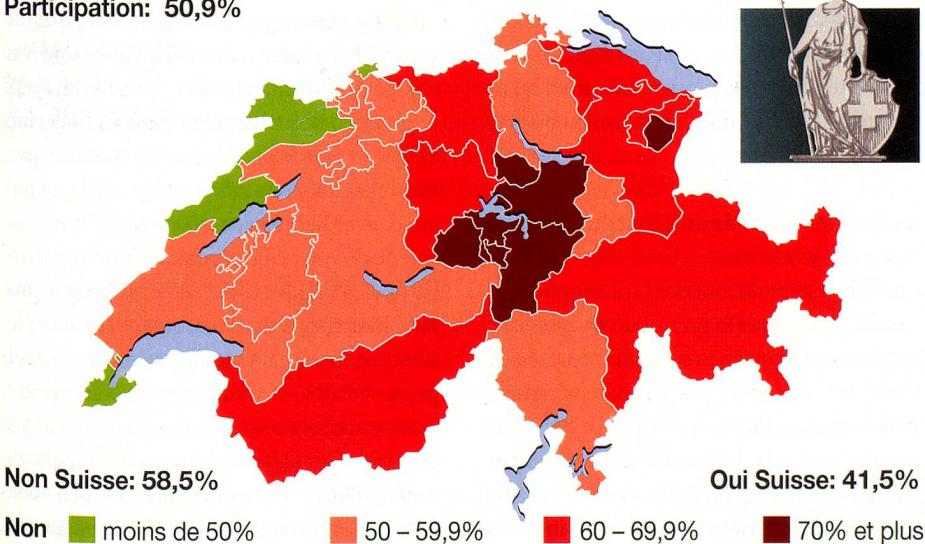 Participation: 50,9%
Non Suisse: 58,5%
Oui Suisse: 41,5%
Non moins de 50% 50 – 59,9% 60 – 69,9% 70% et plus